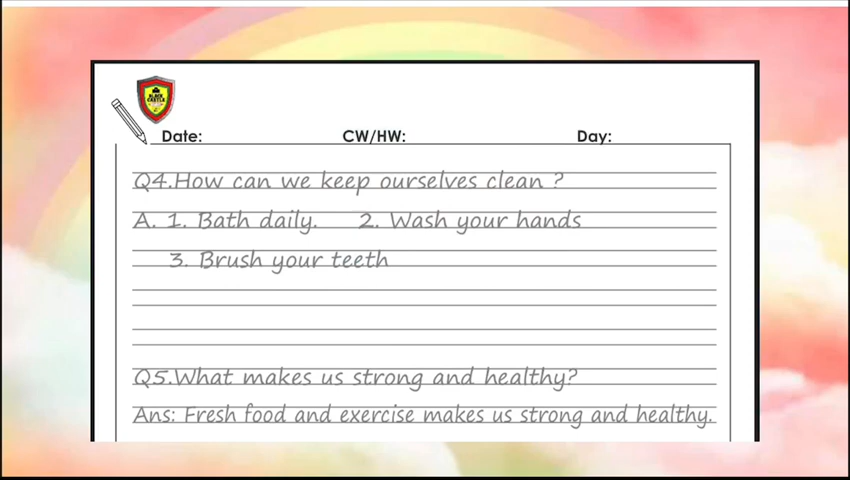 BLACK
CASTLE
Date: CW/HW: Day:
Q4.How can we keep ourselves clean ?
A. 1. Bath daily. 2. Wash your hands
3. Brush your teeth
Q5.What makes us strong and healthy?
Ans: Fresh food and exercise makes us strong and healthy.